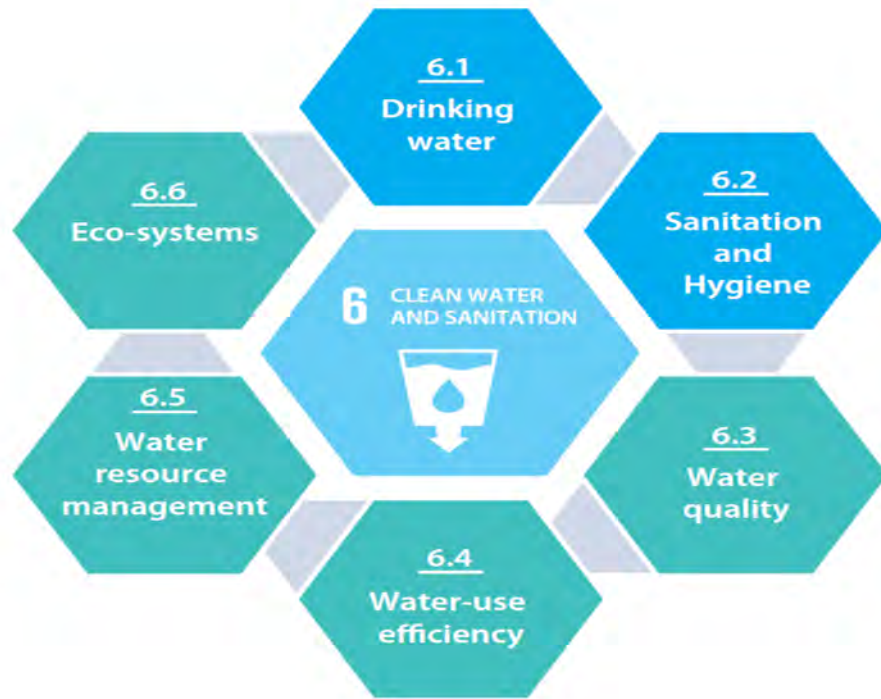 6.1
Drinking
water
6.2
Sanitation
and
Hygiene
6.3
Water
quality
6.4
Water-use
efficiency
6.5
Water
resource
management
6.6
Eco-systems
6 CLEAN WATER
AND SANITATION